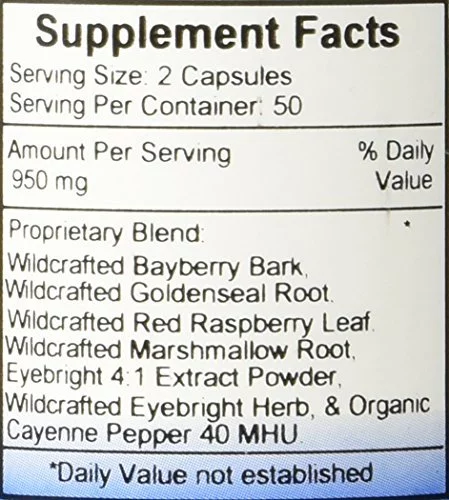 Supplement Facts
Serving Size: 2 Capsules
Serving Per Container: 50
Amount Per Serving % Daily
950 mg Value
Proprietary Blend: *
Wildcrafted Bayberry Bark,
Wildcrafted Goldenseal Root,
Wildcrafted Red Raspberry Leaf,
Wildcrafted Marshmallow Root,
Eyebright 4:1 Extract Powder,
Wildcrafted Eyebright Herb, & Organic
Cayenne Pepper 40 MHU.
*Daily Value not established